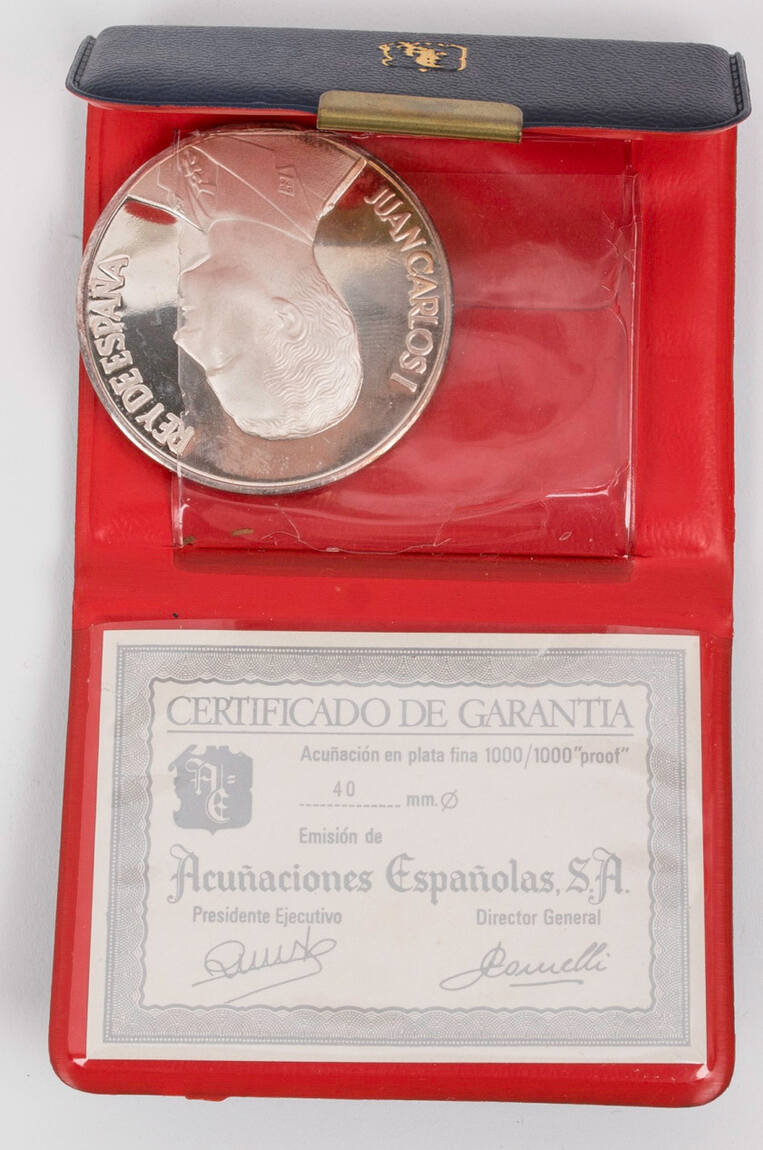 JUAN CARLOS I
REY DE ESPAÑA
CERTIFICADO DE GARANTIA
Acuñación en plata fina 1000/1000 "proof"
40 mm. Ø
AE
Emisión de
Acuñaciones Españolas, S.A.
Presidente Ejecutivo
Director General